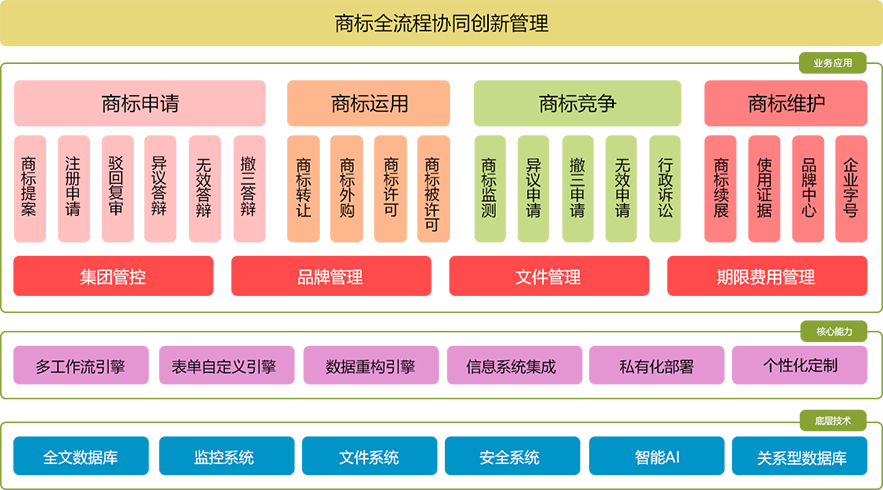 商标全流程协同创新管理
业务应用
商标申请
商标运用
商标竞争
商标维护
商标提案
注册申请
驳回复审
异议答辩
无效答辩
撤三答辩
商标转让
商标外购
商标许可
商标被许可
商标监测
异议申请
撤三申请
无效申请
行政诉讼
商标续展
使用证据
品牌中心
企业字号
集团管控
品牌管理
文件管理
期限费用管理
核心能力
多工作流引擎
表单自定义引擎
数据重构引擎
信息系统集成
私有化部署
个性化定制
底层技术
全文数据库
监控系统
文件系统
安全系统
智能AI
关系型数据库